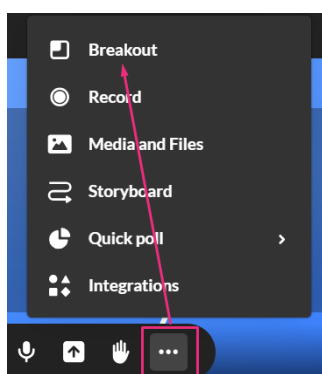 Breakout
Record
Media and Files
Storyboard
Quick poll
Integrations